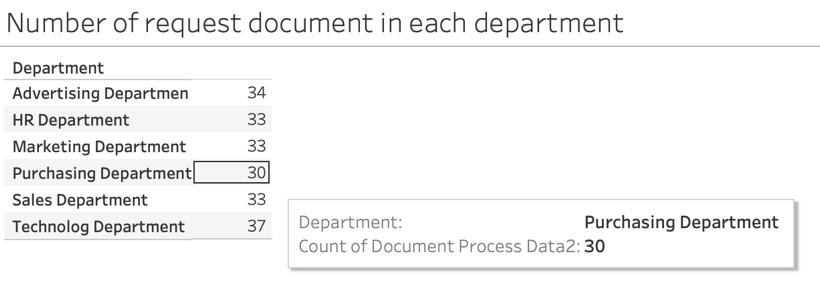 Number of request document in each department
Department
Advertising Departmen 34
HR Department 33
Marketing Department 33
Purchasing Department 30
Sales Department 33
Technolog Department 37
Department: Purchasing Department
Count of Document Process Data2: 30